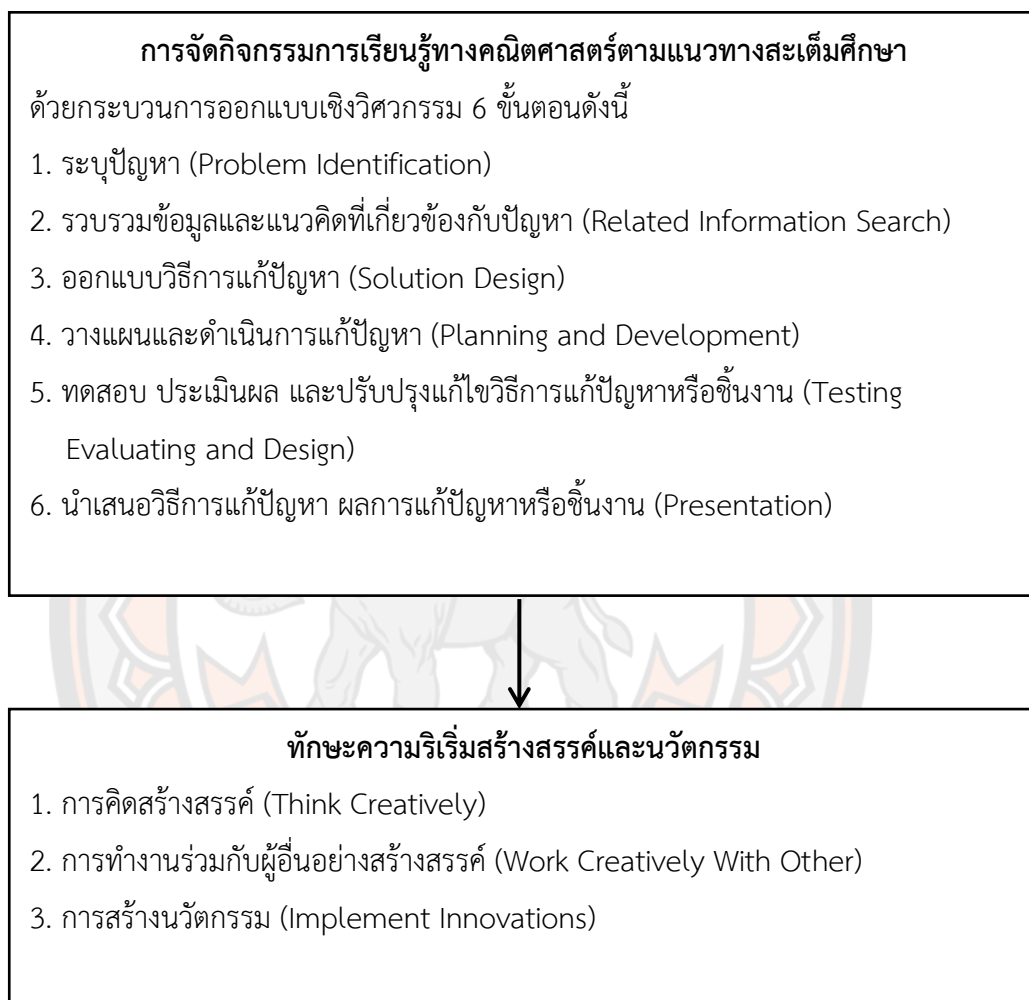 การจัดกิจกรรมการเรียนรู้ทางคณิตศาสตร์ตามแนวทางสะเต็มศึกษา
ด้วยกระบวนการออกแบบเชิงวิศวกรรม 6 ขั้นตอนดังนี้
1. ระบุปัญหา (Problem Identification)
2. รวบรวมข้อมูลและแนวคิดที่เกี่ยวข้องกับปัญหา (Related Information Search)
3. ออกแบบวิธีการแก้ปัญหา (Solution Design)
4. วางแผนและดำเนินการแก้ปัญหา (Planning and Development)
5. ทดสอบ ประเมินผล และปรับปรุงแก้ไขวิธีการแก้ปัญหาหรือชิ้นงาน (Testing
Evaluating and Design)
6. นำเสนอวิธีการแก้ปัญหา ผลการแก้ปัญหาหรือชิ้นงาน (Presentation)
ทักษะความริเริ่มสร้างสรรค์และนวัตกรรม
1. การคิดสร้างสรรค์ (Think Creatively)
2. การทำงานร่วมกับผู้อื่นอย่างสร้างสรรค์ (Work Creatively With Other)
3. การสร้างนวัตกรรม (Implement Innovations)